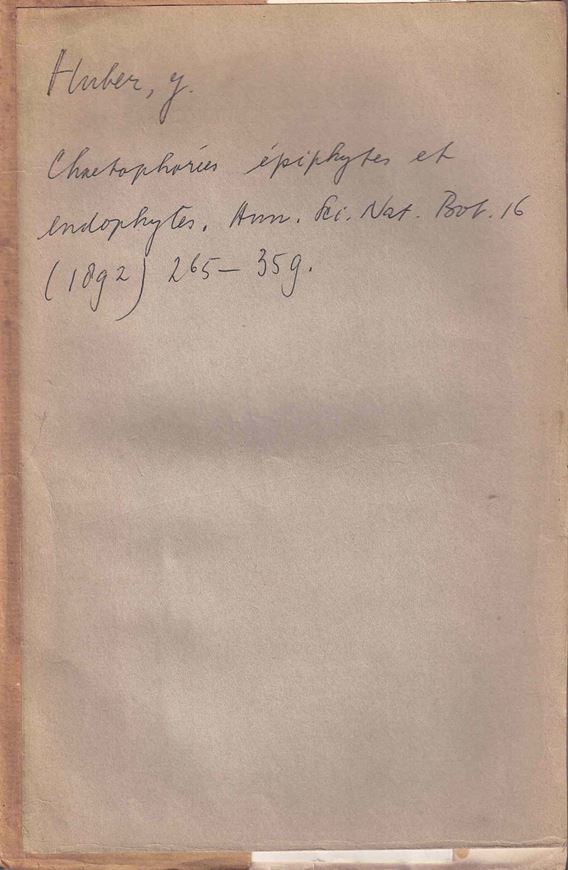 Huber, J.
Chaetophorées épiphytes et
endophytes. Ann. Sci. Nat. Bot. 16
(1892) 265–359.